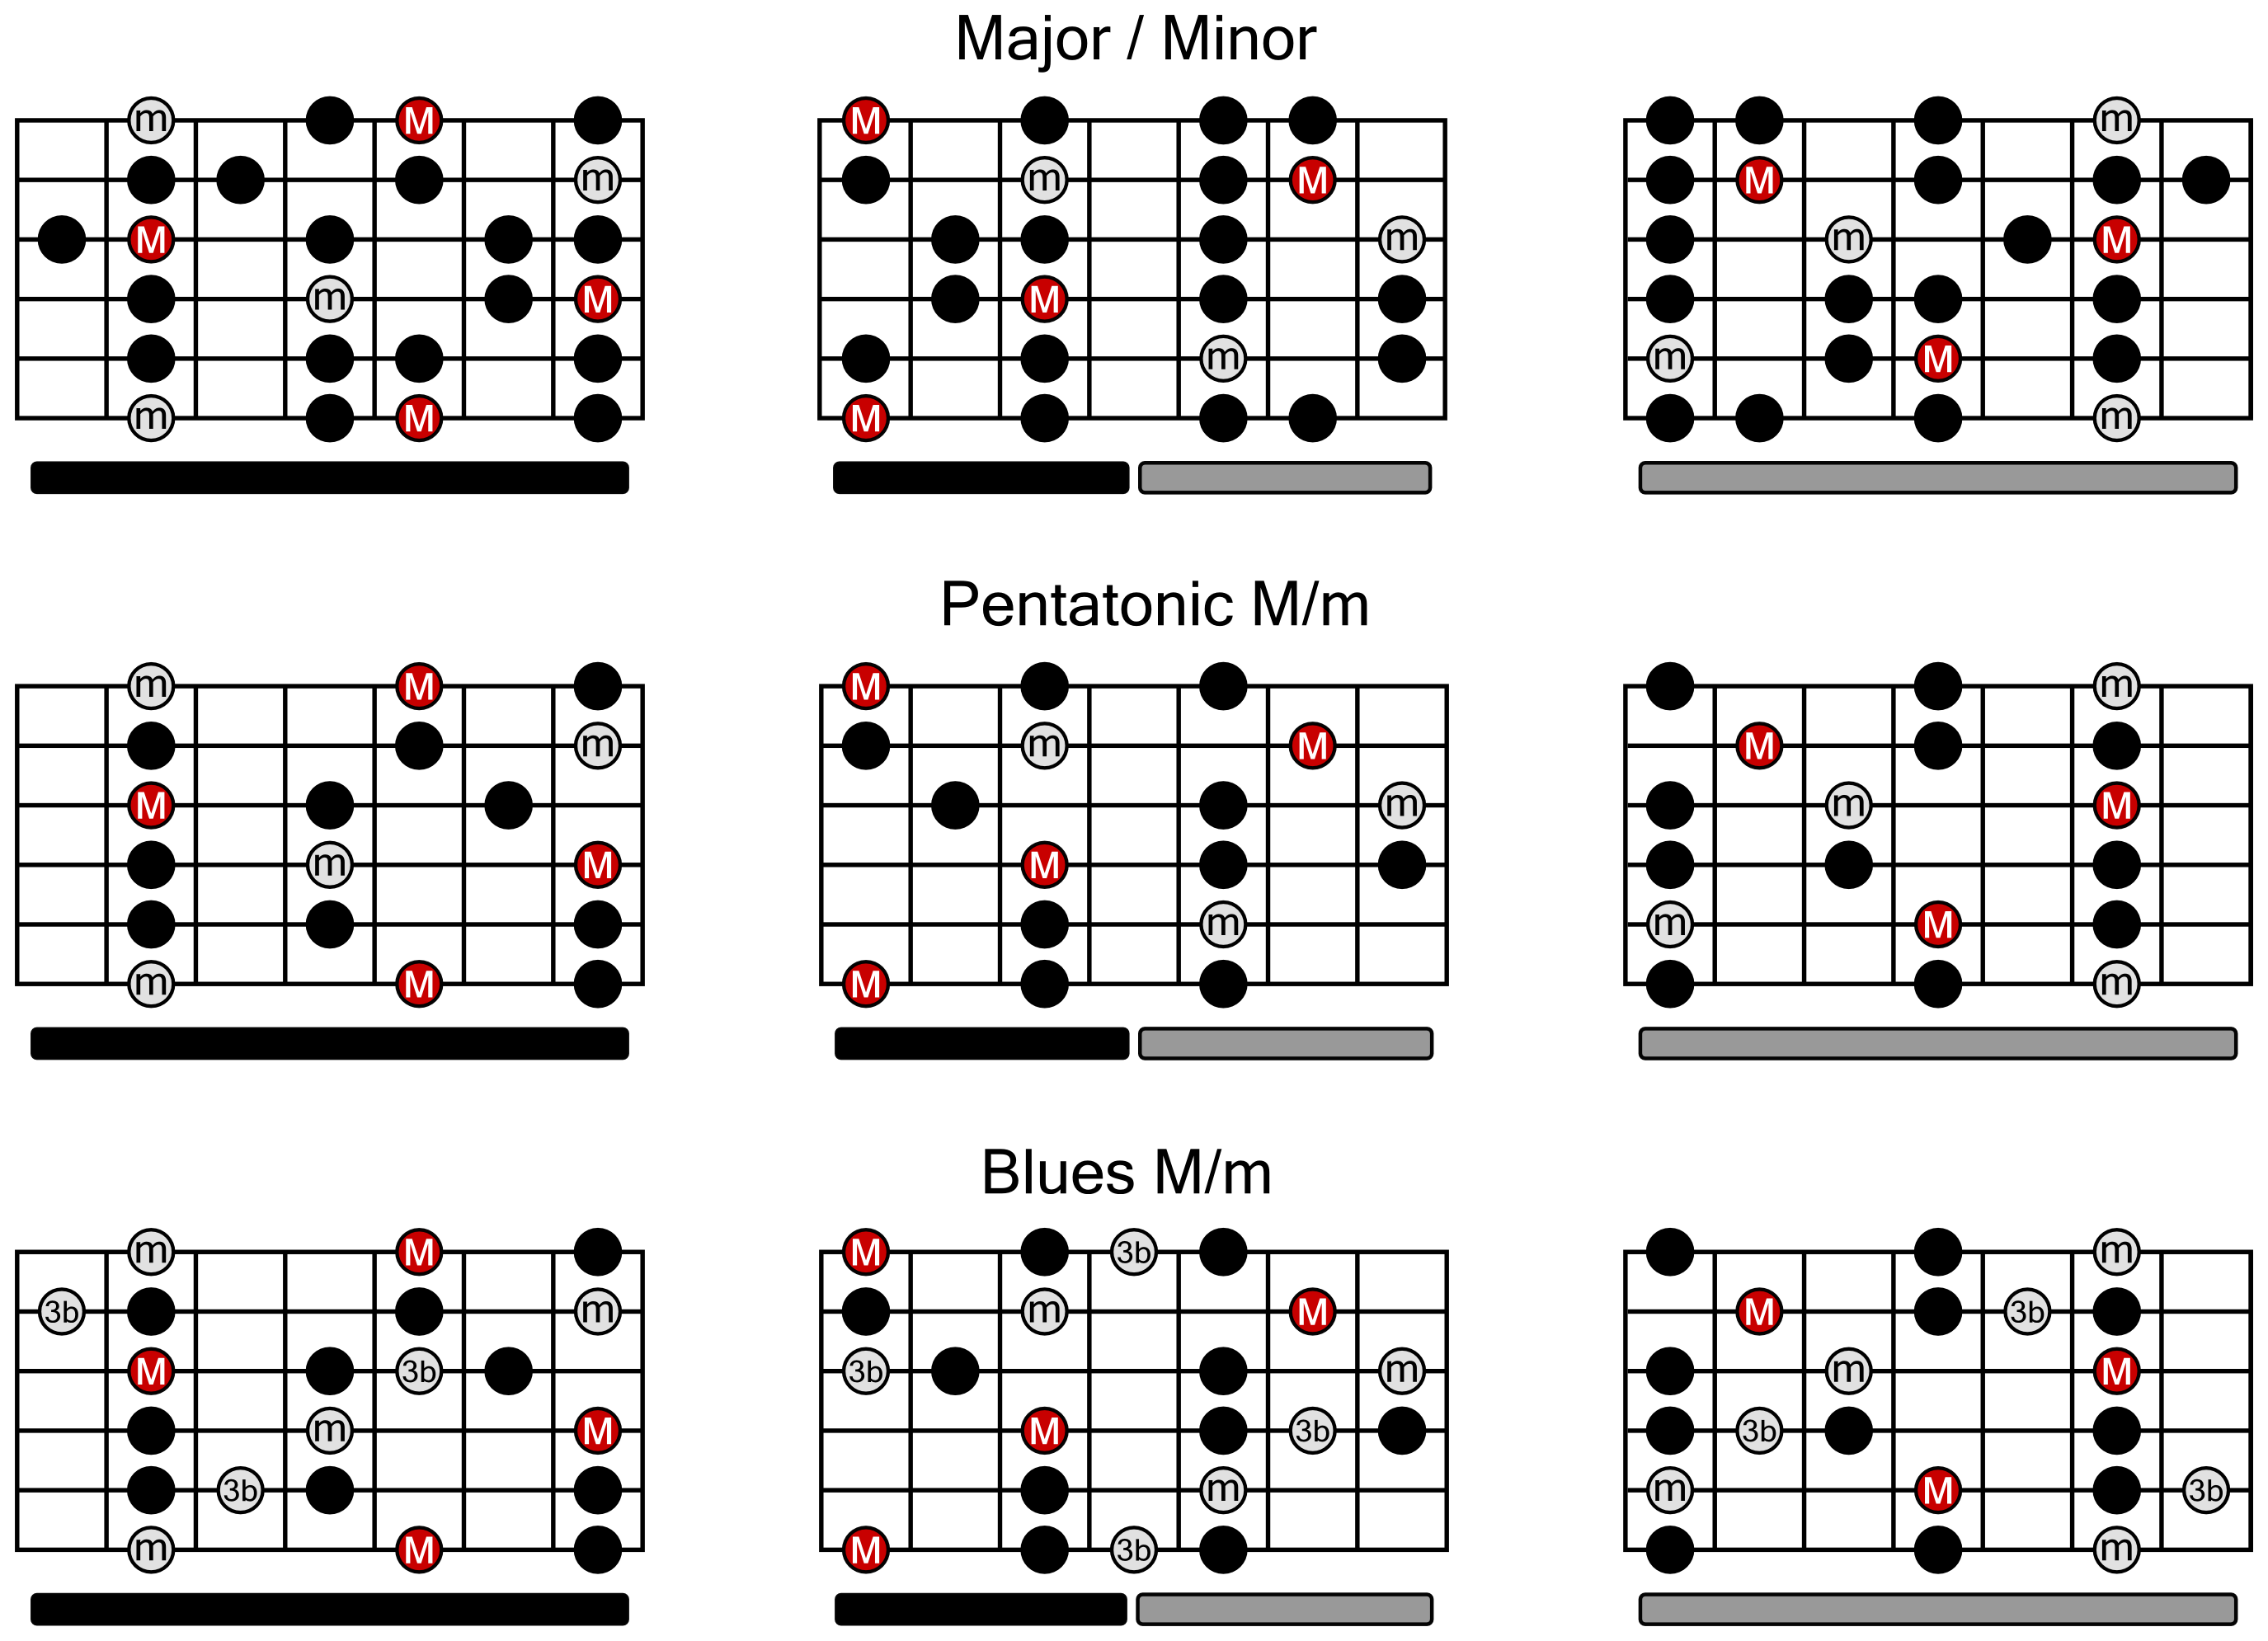 Major / Minor
m M M M
m m M
M M m
m M M
m M
m M m
Pentatonic M/m
m M M m
m m M M
M m m M
m M M
m M
m M M m
Blues M/m
m M M 3b m
3b m m M M 3b
M 3b 3b m m M
m M M 3b 3b
3b m m M 3b
m M M 3b m